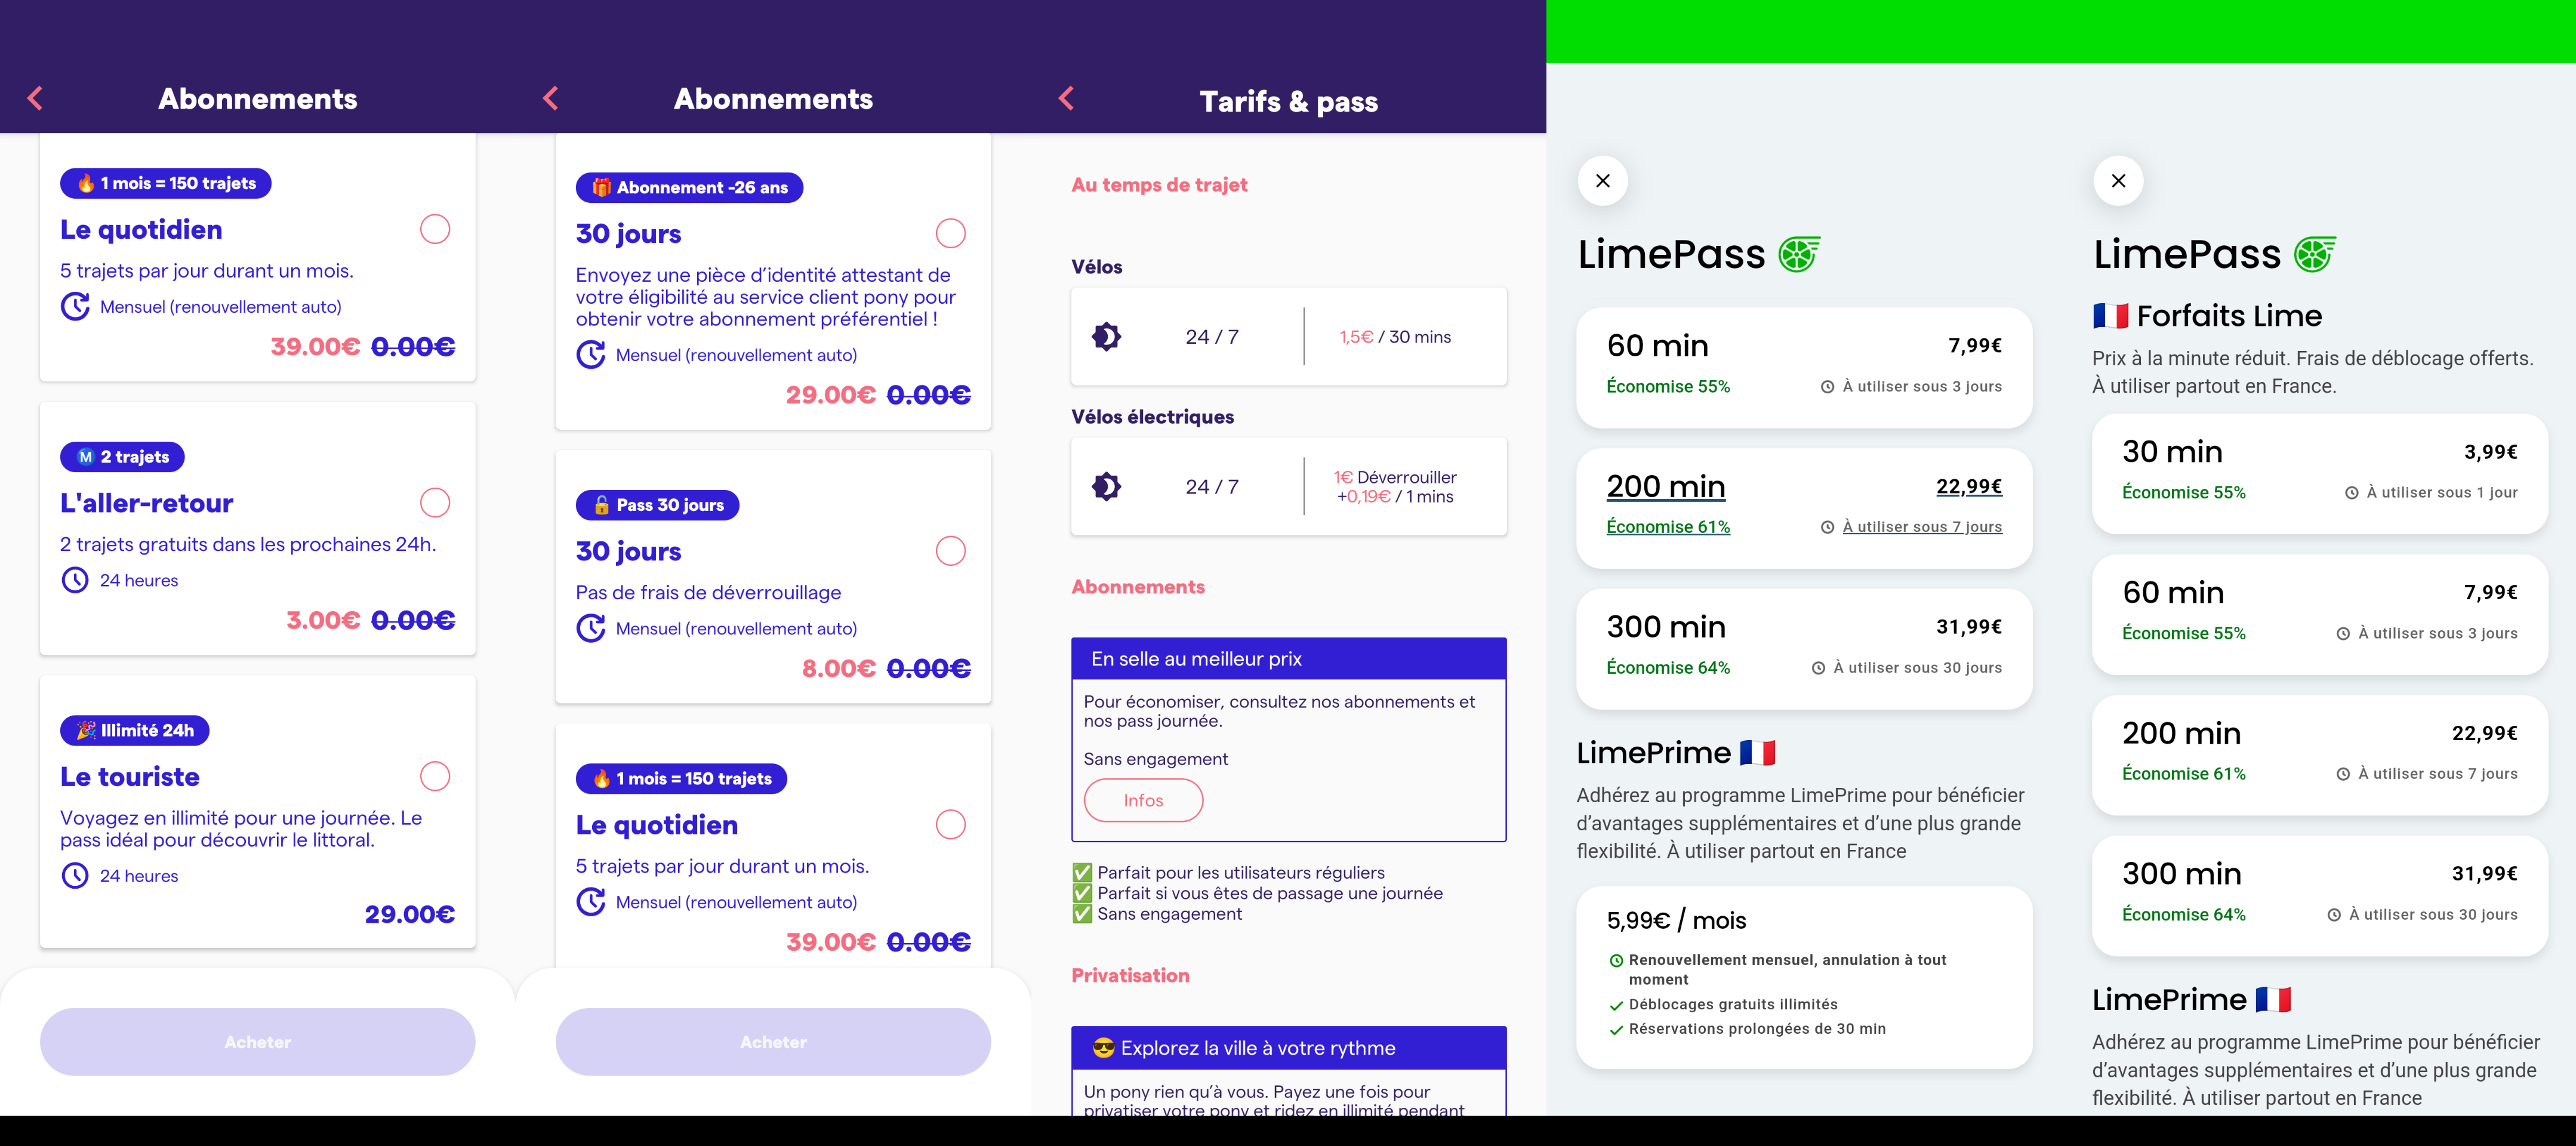 Abonnements
🔥 1 mois = 150 trajets
Le quotidien
5 trajets par jour durant un mois.
Mensuel (renouvellement auto)
39.00€ 0.00€
Ⓜ️ 2 trajets
L'aller-retour
2 trajets gratuits dans les prochaines 24h.
24 heures
3.00€ 0.00€
🎉 Illimité 24h
Le touriste
Voyagez en illimité pour une journée. Le
pass idéal pour découvrir le littoral.
24 heures
29.00€
Acheter
Abonnements
🎁 Abonnement -26 ans
30 jours
Envoyez une pièce d’identité attestant de
votre éligibilité au service client pony pour
obtenir votre abonnement préférentiel !
Mensuel (renouvellement auto)
29.00€ 0.00€
🔓 Pass 30 jours
30 jours
Pas de frais de déverrouillage
Mensuel (renouvellement auto)
8.00€ 0.00€
🔥 1 mois = 150 trajets
Le quotidien
5 trajets par jour durant un mois.
Mensuel (renouvellement auto)
39.00€ 0.00€
Acheter
Tarifs & pass
Au temps de trajet
Vélos
24 / 7
1,5€ / 30 mins
Vélos électriques
24 / 7
1€ Déverrouiller
+0,19€ / 1 mins
Abonnements
En selle au meilleur prix
Pour économiser, consultez nos abonnements et
nos pass journée.
Sans engagement
Infos
✅ Parfait pour les utilisateurs réguliers
✅ Parfait si vous êtes de passage une journée
✅ Sans engagement
Privatisation
😎 Explorez la ville à votre rythme
Un pony rien qu’à vous. Payez une fois pour
privatiser votre pony et ridez en illimité pendant
LimePass
60 min
7,99€
Économise 55%
À utiliser sous 3 jours
200 min
22,99€
Économise 61%
À utiliser sous 7 jours
300 min
31,99€
Économise 64%
À utiliser sous 30 jours
LimePrime 🇫🇷
Adhérez au programme LimePrime pour bénéficier
d’avantages supplémentaires et d’une plus grande
flexibilité. À utiliser partout en France
5,99€ / mois
Renouvellement mensuel, annulation à tout
moment
Déblocages gratuits illimités
Réservations prolongées de 30 min
LimePass
🇫🇷 Forfaits Lime
Prix à la minute réduit. Frais de déblocage offerts.
À utiliser partout en France.
30 min
3,99€
Économise 55%
À utiliser sous 1 jour
60 min
7,99€
Économise 55%
À utiliser sous 3 jours
200 min
22,99€
Économise 61%
À utiliser sous 7 jours
300 min
31,99€
Économise 64%
À utiliser sous 30 jours
LimePrime 🇫🇷
Adhérez au programme LimePrime pour bénéficier
d’avantages supplémentaires et d’une plus grande
flexibilité. À utiliser partout en France